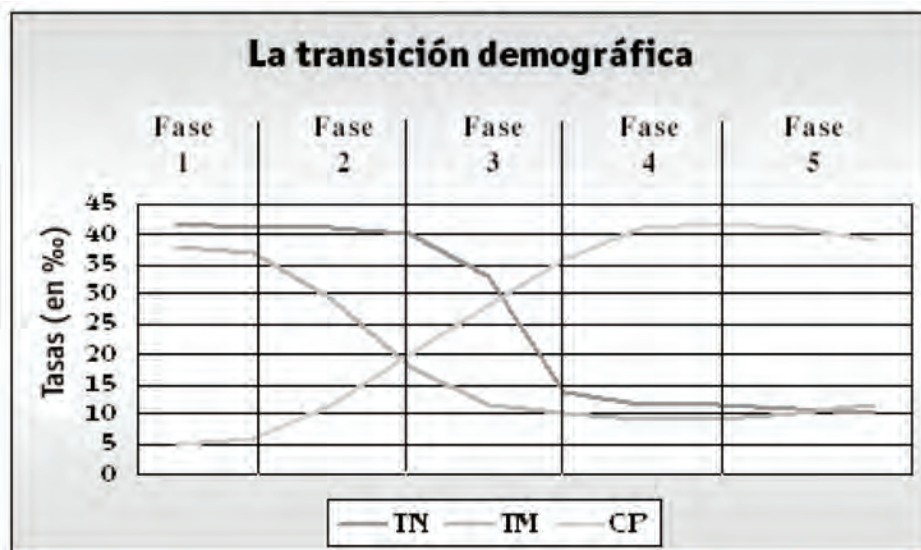 La transición demográfica
Fase 1
Fase 2
Fase 3
Fase 4
Fase 5
Tasas (en ‰)
45
40
35
30
25
20
15
10
5
0
TN TM CP